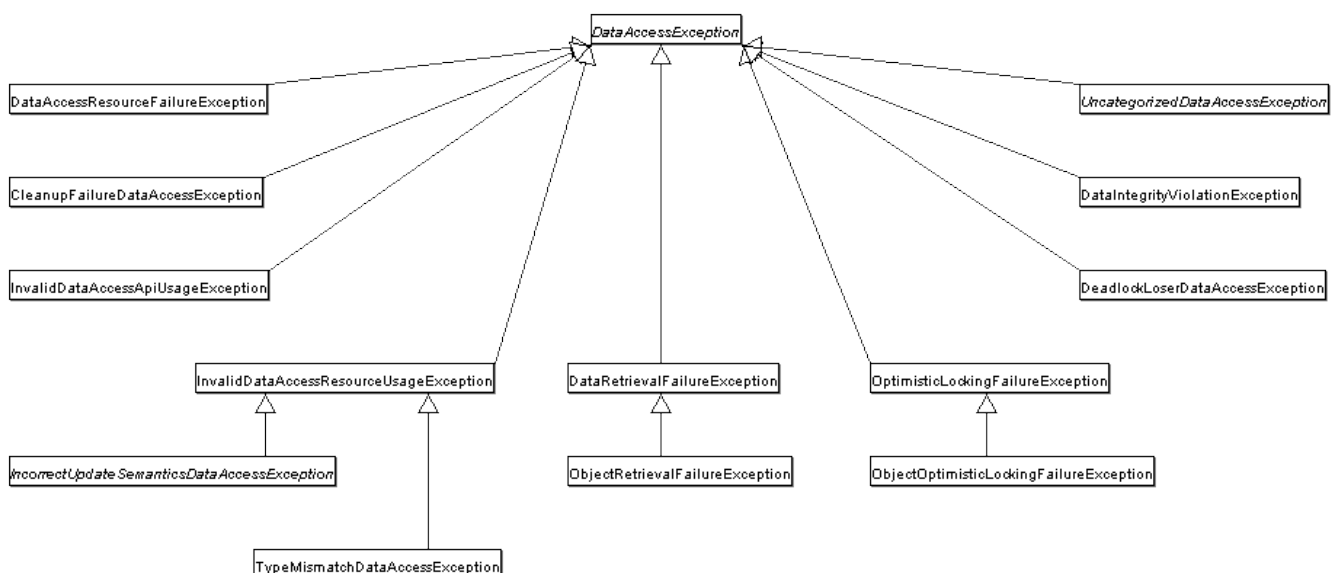 DataAccessException
DataAccessResourceFailureException
UncategorizedDataAccessException
CleanupFailureDataAccessException
DataIntegrityViolationException
InvalidDataAccessApiUsageException
DeadlockLoserDataAccessException
InvalidDataAccessResourceUsageException
DataRetrievalFailureException
OptimisticLockingFailureException
IncorrectUpdateSemanticsDataAccessException
ObjectRetrievalFailureException
ObjectOptimisticLockingFailureException
TypeMismatchDataAccessException